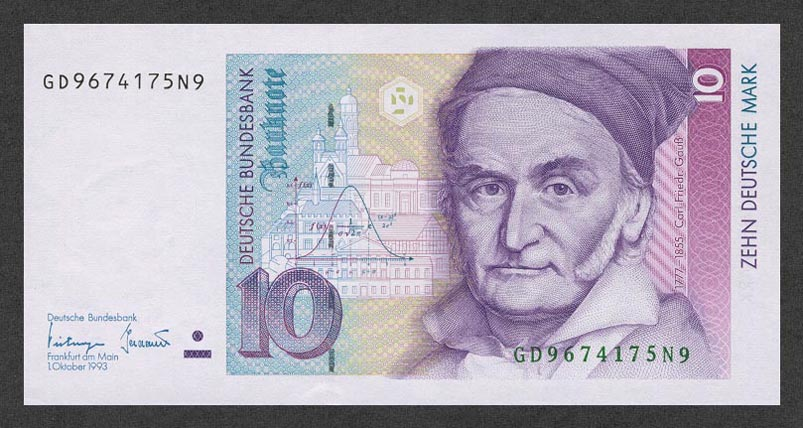 GD9674175N9
DEUTSCHE BUNDESBANK
Banknote
10
ZEHN DEUTSCHE MARK
1777–1855 Carl Friedr. Gauß
f(x)
10
Deutsche Bundesbank
Frankfurt am Main
1. Oktober 1993
GD9674175N9